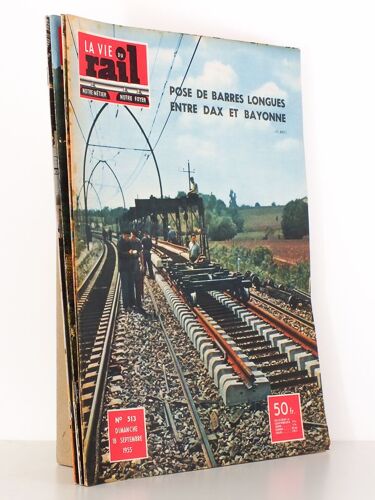 LA VIE DU
rail
NOTRE MÉTIER
NOTRE FOYER
POSE DE BARRES LONGUES
ENTRE DAX ET BAYONNE
N° 513
DIMANCHE
18 SEPTEMBRE
1955
50 fr.